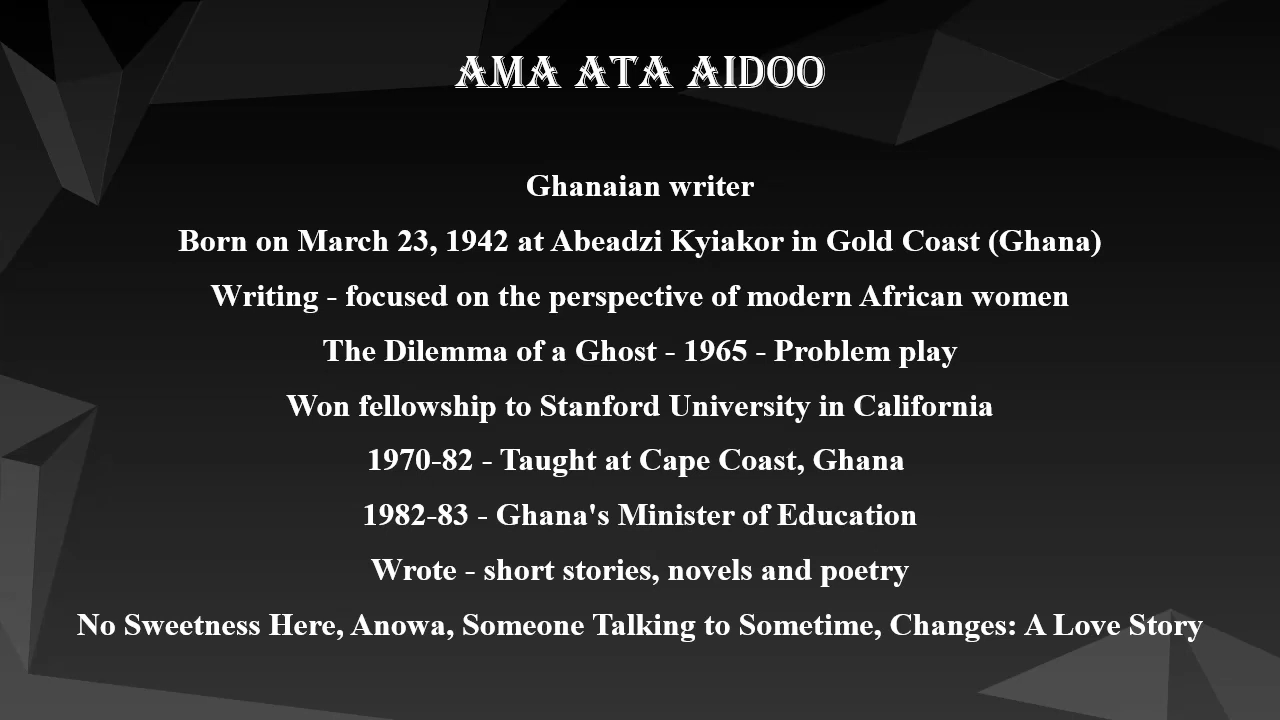 AMA ATA AIDOO
Ghanaian writer
Born on March 23, 1942 at Abeadzi Kyiakor in Gold Coast (Ghana)
Writing - focused on the perspective of modern African women
The Dilemma of a Ghost - 1965 - Problem play
Won fellowship to Stanford University in California
1970-82 - Taught at Cape Coast, Ghana
1982-83 - Ghana's Minister of Education
Wrote - short stories, novels and poetry
No Sweetness Here, Anowa, Someone Talking to Sometime, Changes: A Love Story